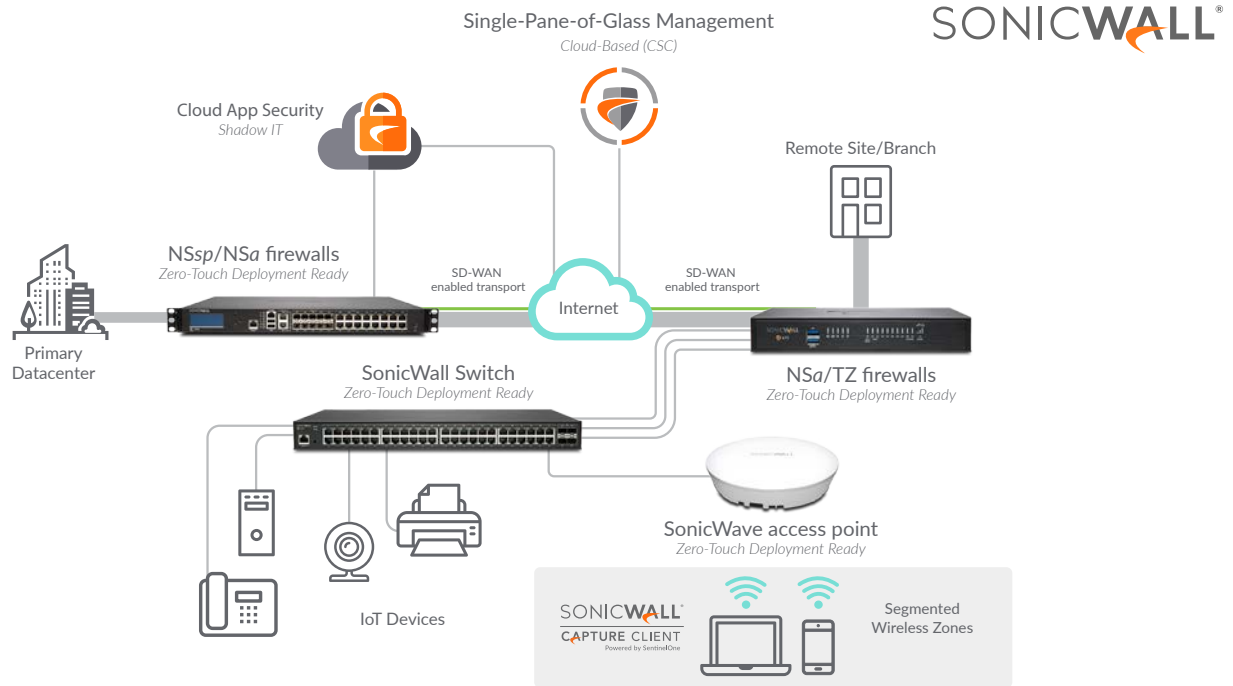 Single-Pane-of-Glass Management
Cloud-Based (CSC)
SONICWALL®
Cloud App Security
Shadow IT
Remote Site/Branch
NSsp/NSa firewalls
Zero-Touch Deployment Ready
SD-WAN
enabled transport
SD-WAN
enabled transport
Internet
SONICWALL
Primary
Datacenter
SonicWall Switch
Zero-Touch Deployment Ready
NSa/TZ firewalls
Zero-Touch Deployment Ready
SonicWave access point
Zero-Touch Deployment Ready
IoT Devices
SONICWALL
CAPTURE CLIENT
Powered by SentinelOne
Segmented
Wireless Zones